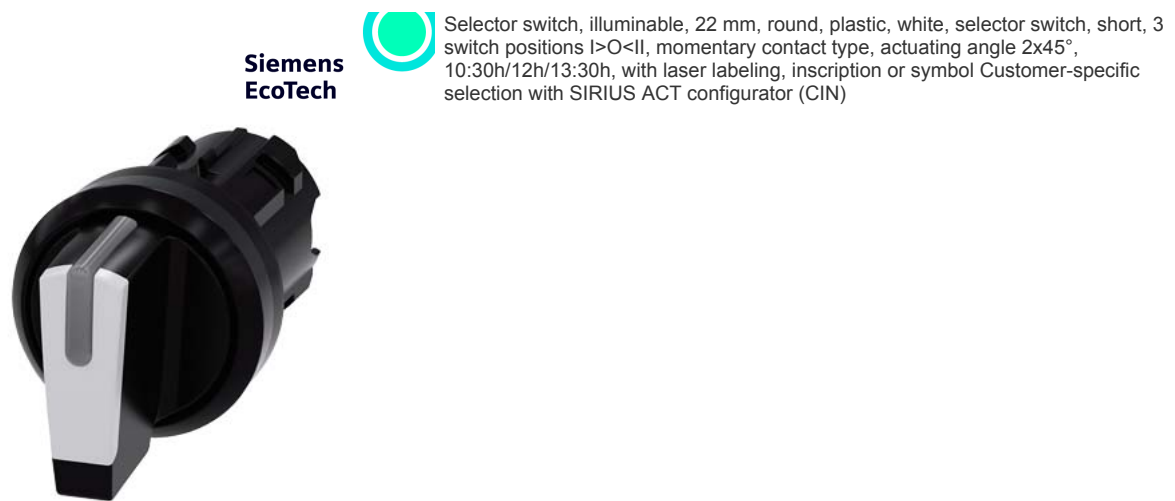 Siemens
EcoTech
Selector switch, illuminable, 22 mm, round, plastic, white, selector switch, short, 3
switch positions I>O<II, momentary contact type, actuating angle 2x45°,
10:30h/12h/13:30h, with laser labeling, inscription or symbol Customer-specific
selection with SIRIUS ACT configurator (CIN)